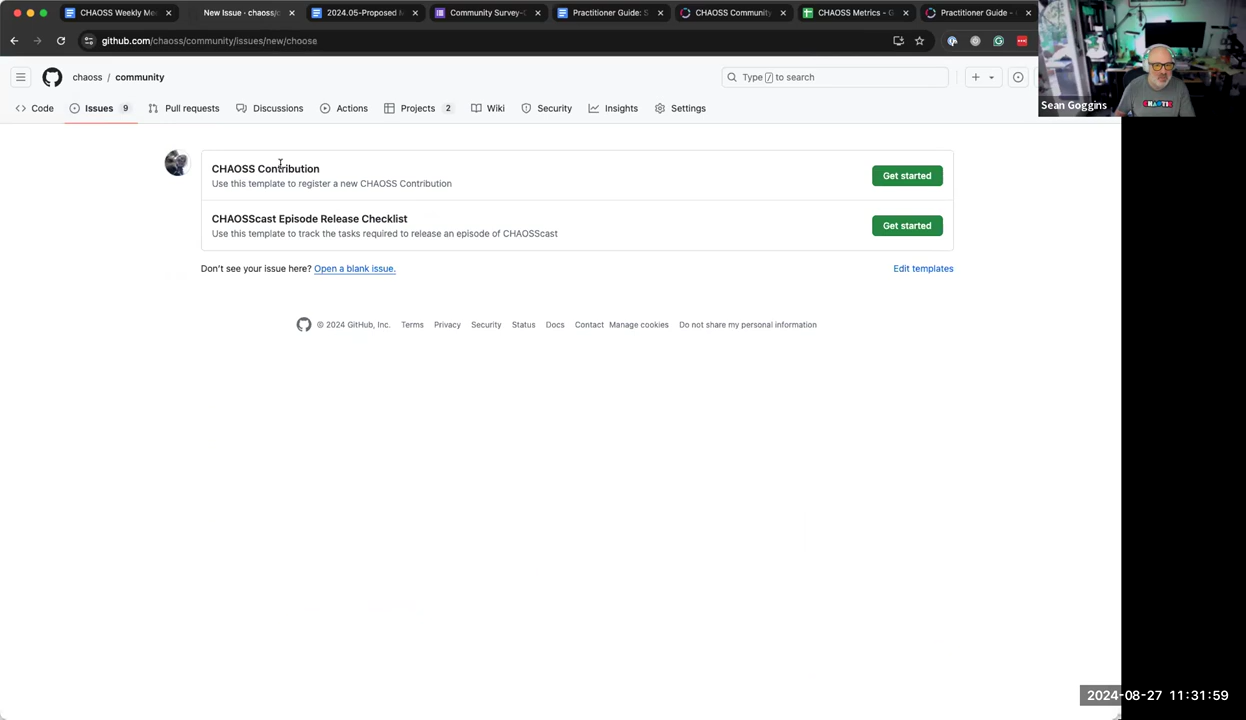 CHAOSS Weekly Me
New Issue · chaoss/c
2024.05-Proposed
Community Survey-
Practitioner Guide: S
CHAOSS Community
CHAOSS Metrics - G
Practitioner Guide -
github.com/chaoss/community/issues/new/choose
chaoss / community
Type / to search
Sean Goggins
CHAOTIC
Code
Issues 9
Pull requests
Discussions
Actions
Projects 2
Wiki
Security
Insights
Settings
CHAOSS Contribution
Use this template to register a new CHAOSS Contribution
Get started
CHAOSScast Episode Release Checklist
Use this template to track the tasks required to release an episode of CHAOSScast
Get started
Don't see your issue here? Open a blank issue.
Edit templates
© 2024 GitHub, Inc. Terms Privacy Security Status Docs Contact Manage cookies Do not share my personal information
2024-08-27 11:31:59